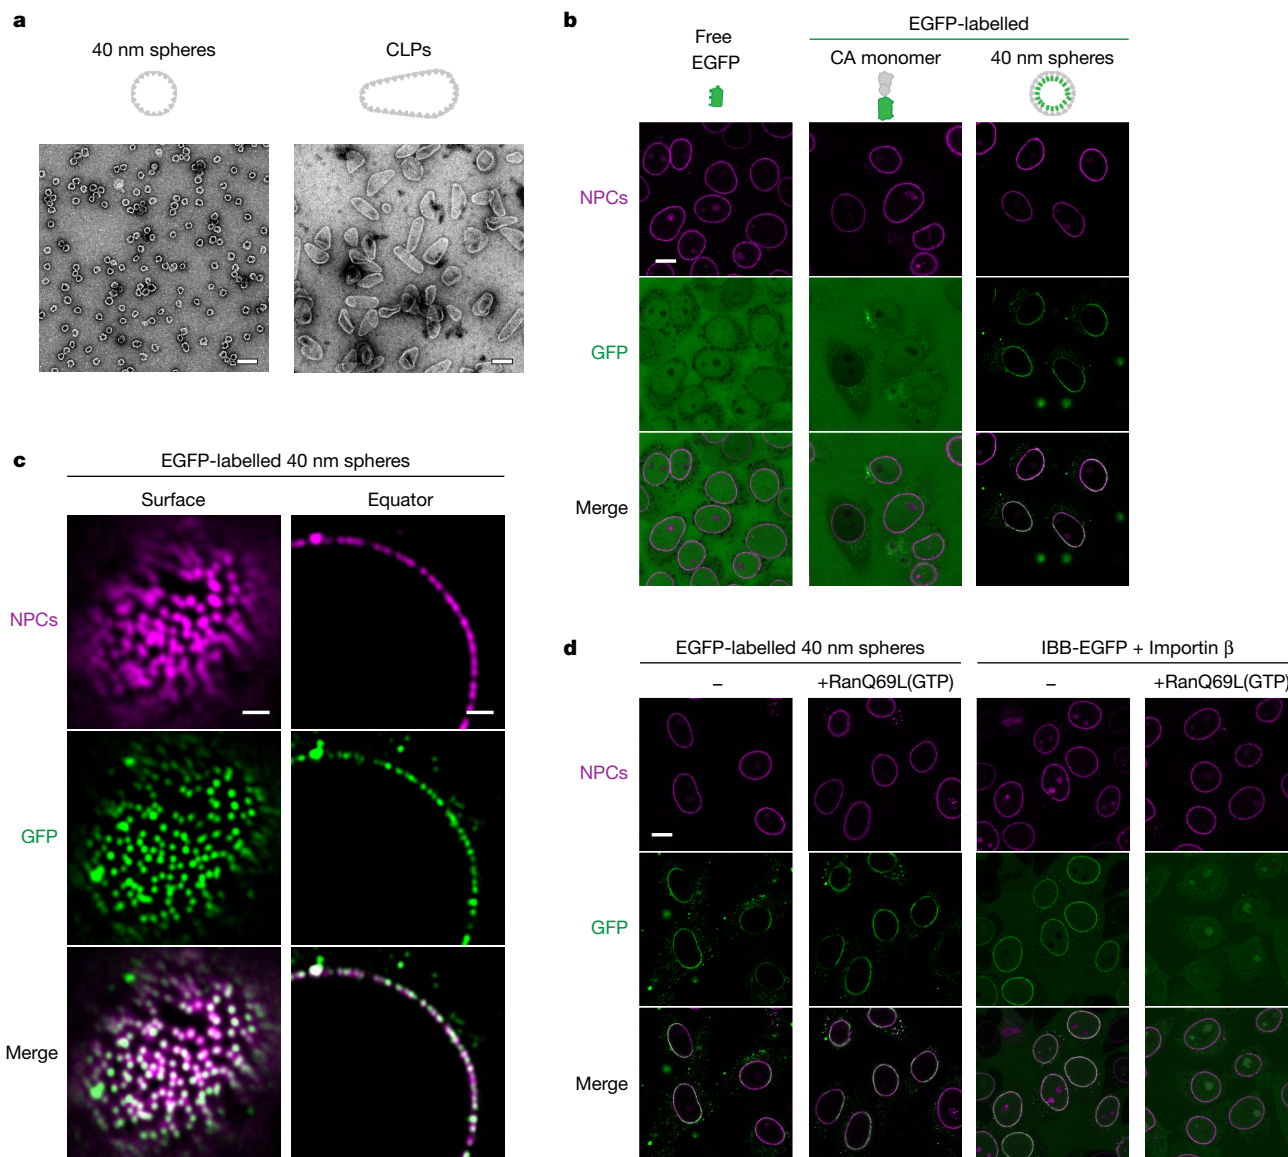 a
40 nm spheres
CLPs
b
EGFP-labelled
Free
EGFP
CA monomer
40 nm spheres
NPCs
GFP
Merge
c
EGFP-labelled 40 nm spheres
Surface
Equator
NPCs
GFP
Merge
d
EGFP-labelled 40 nm spheres
IBB-EGFP + Importin β
–
+RanQ69L(GTP)
–
+RanQ69L(GTP)
NPCs
GFP
Merge